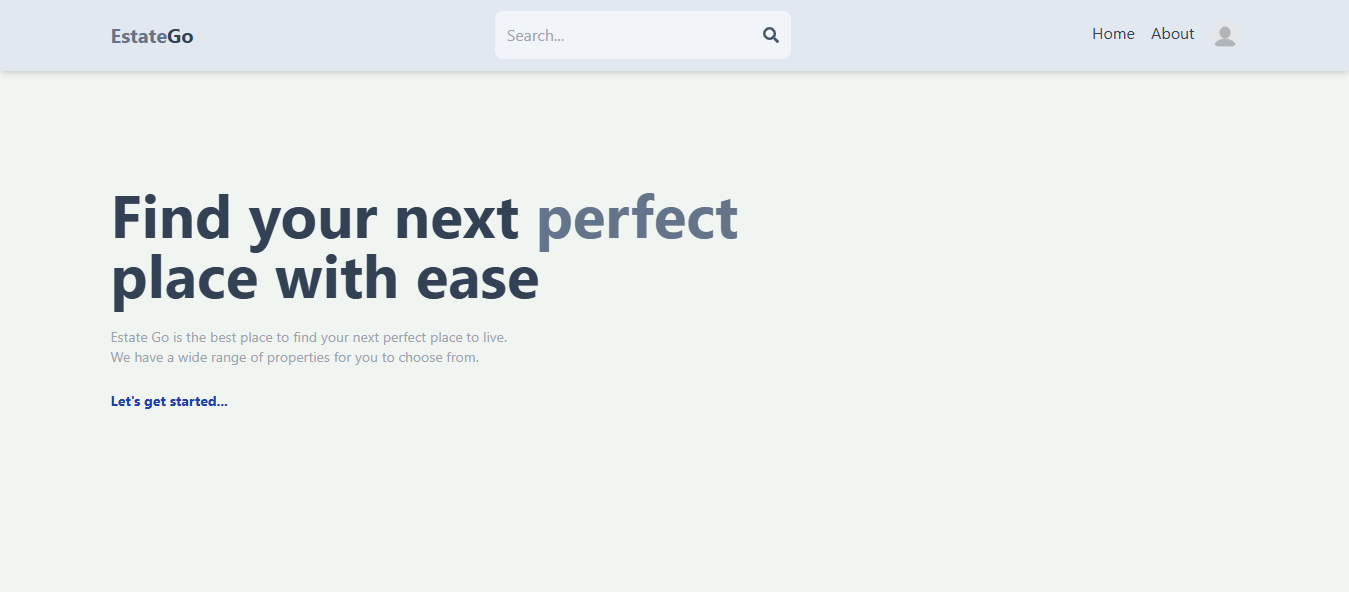 EstateGo
Search...
Home
About
Find your next perfect
place with ease
Estate Go is the best place to find your next perfect place to live.
We have a wide range of properties for you to choose from.
Let's get started...